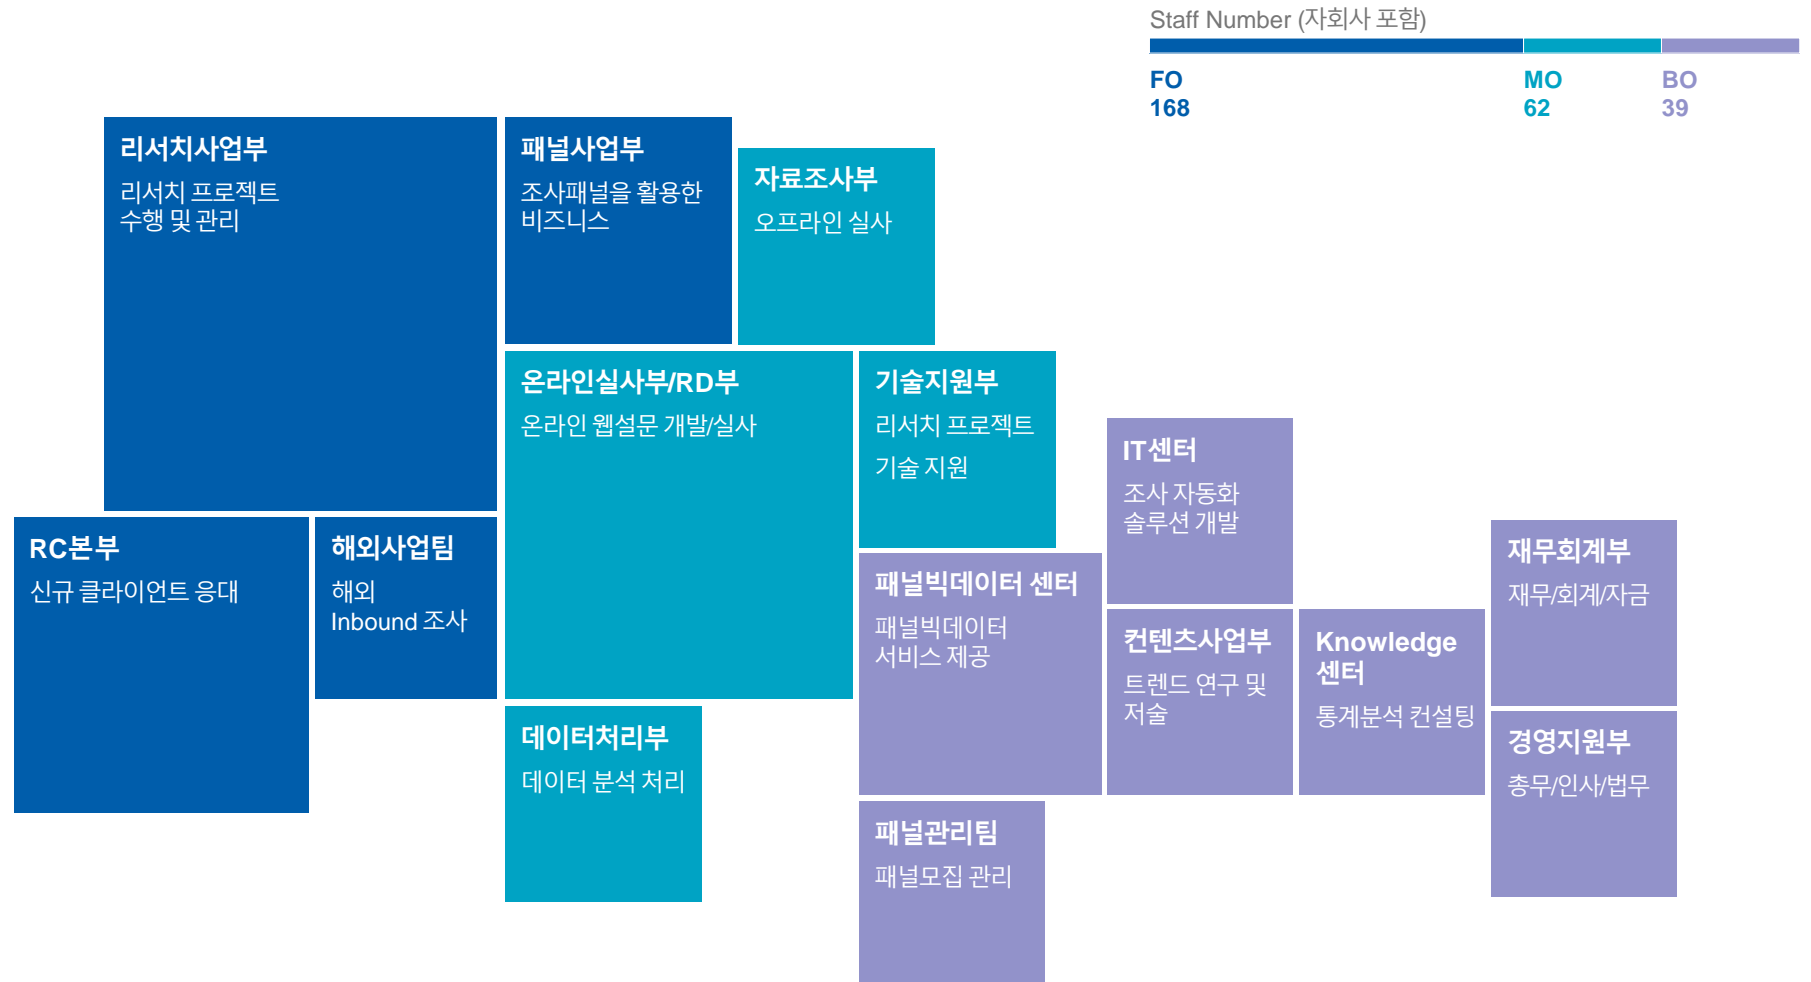 Staff Number (자회사 포함)
FO
168
MO
62
BO
39
리서치사업부
리서치 프로젝트
수행 및 관리
패널사업부
조사패널을 활용한
비즈니스
자료조사부
오프라인 실사
온라인실사부/RD부
온라인 웹설문 개발/실사
기술지원부
리서치 프로젝트
기술 지원
RC본부
신규 클라이언트 응대
해외사업팀
해외
Inbound 조사
데이터처리부
데이터 분석 처리
패널빅데이터 센터
패널빅데이터
서비스 제공
패널관리팀
패널모집 관리
IT센터
조사 자동화
솔루션 개발
컨텐츠사업부
트렌드 연구 및
저술
Knowledge
센터
통계분석 컨설팅
재무회계부
재무/회계/자금
경영지원부
총무/인사/법무